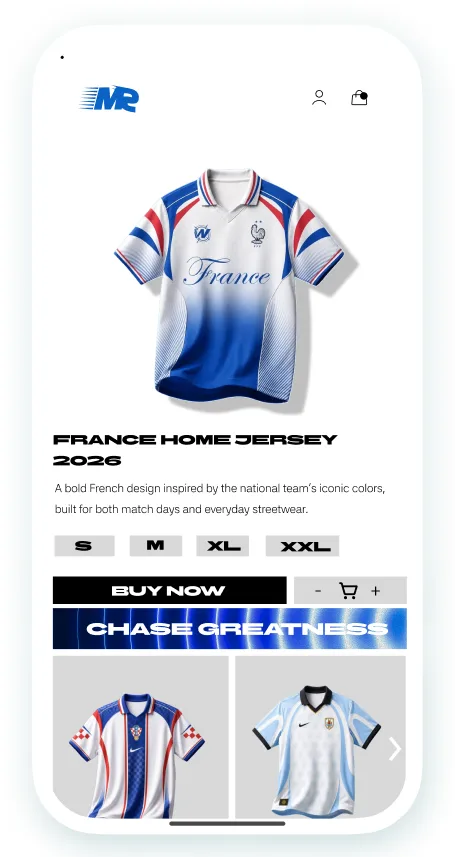 MR
France
FRANCE HOME JERSEY
2026
A bold French design inspired by the national team's iconic colors,
built for both match days and everyday streetwear.
S M XL XXL
BUY NOW - +
CHASE GREATNESS